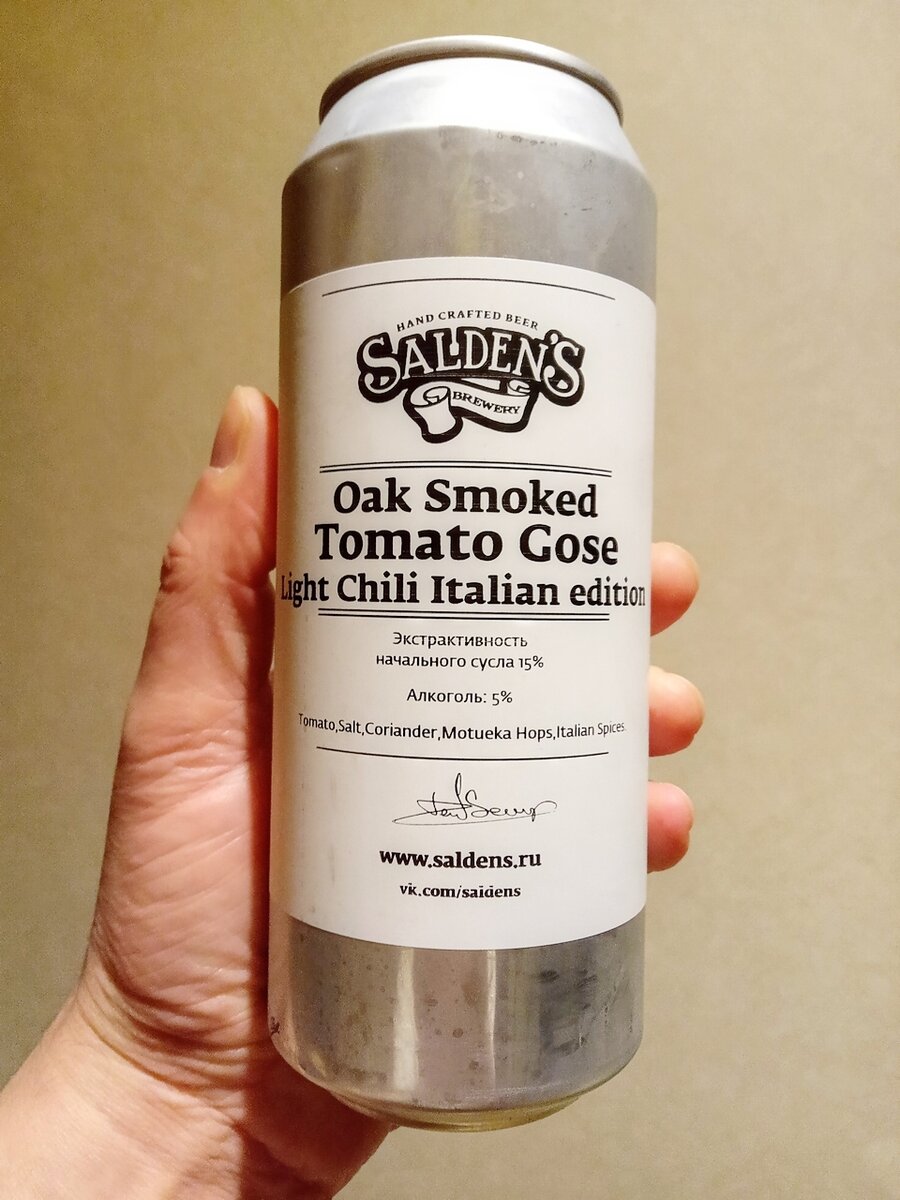 HAND CRAFTED BEER
SALDEN'S
BREWERY
Oak Smoked
Tomato Gose
Light Chili Italian edition
Экстрактивность
начального сусла 15%
Алкоголь: 5%
Tomato,Salt,Coriander,Motueka Hops,Italian Spices.
www.saldens.ru
vk.com/saldens